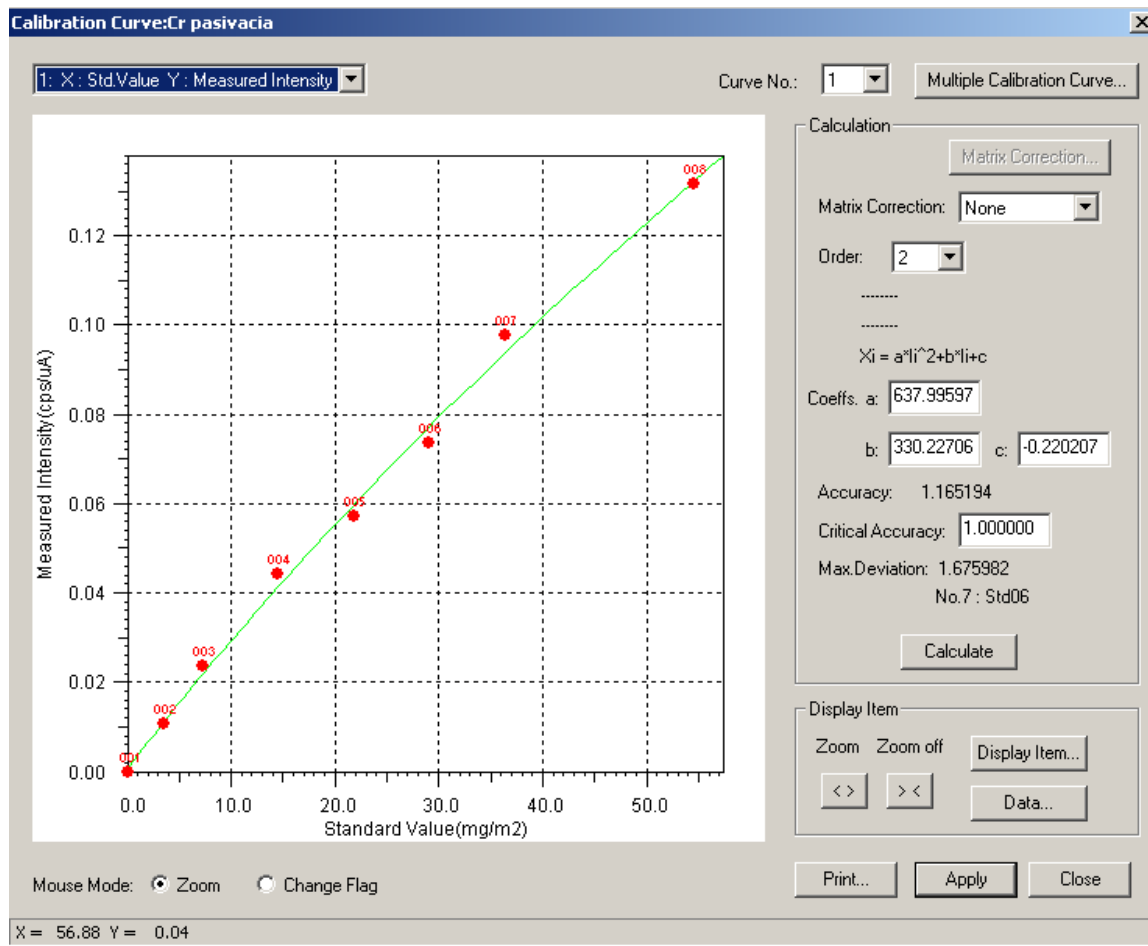 Calibration Curve:Cr pasivacia
1: X : Std.Value Y : Measured Intensity
Curve No.: 1 Multiple Calibration Curve...
Calculation
Matrix Correction...
Matrix Correction: None
Order: 2
--------
--------
Xi = a*Ii^2+b*Ii+c
Coeffs. a: 637.99597
b: 330.22706 c: -0.220207
Accuracy: 1.165194
Critical Accuracy: 1.000000
Max.Deviation: 1.675982
No.7 : Std06
Calculate
Display Item
Zoom Zoom off Display Item...
< > > < Data...
Measured Intensity(cps/uA)
0.12
0.10
0.08
0.06
0.04
0.02
0.00
008
007
006
005
004
003
002
001
0.0 10.0 20.0 30.0 40.0 50.0
Standard Value(mg/m2)
Mouse Mode: Zoom Change Flag
Print... Apply Close
X = 56.88 Y = 0.04